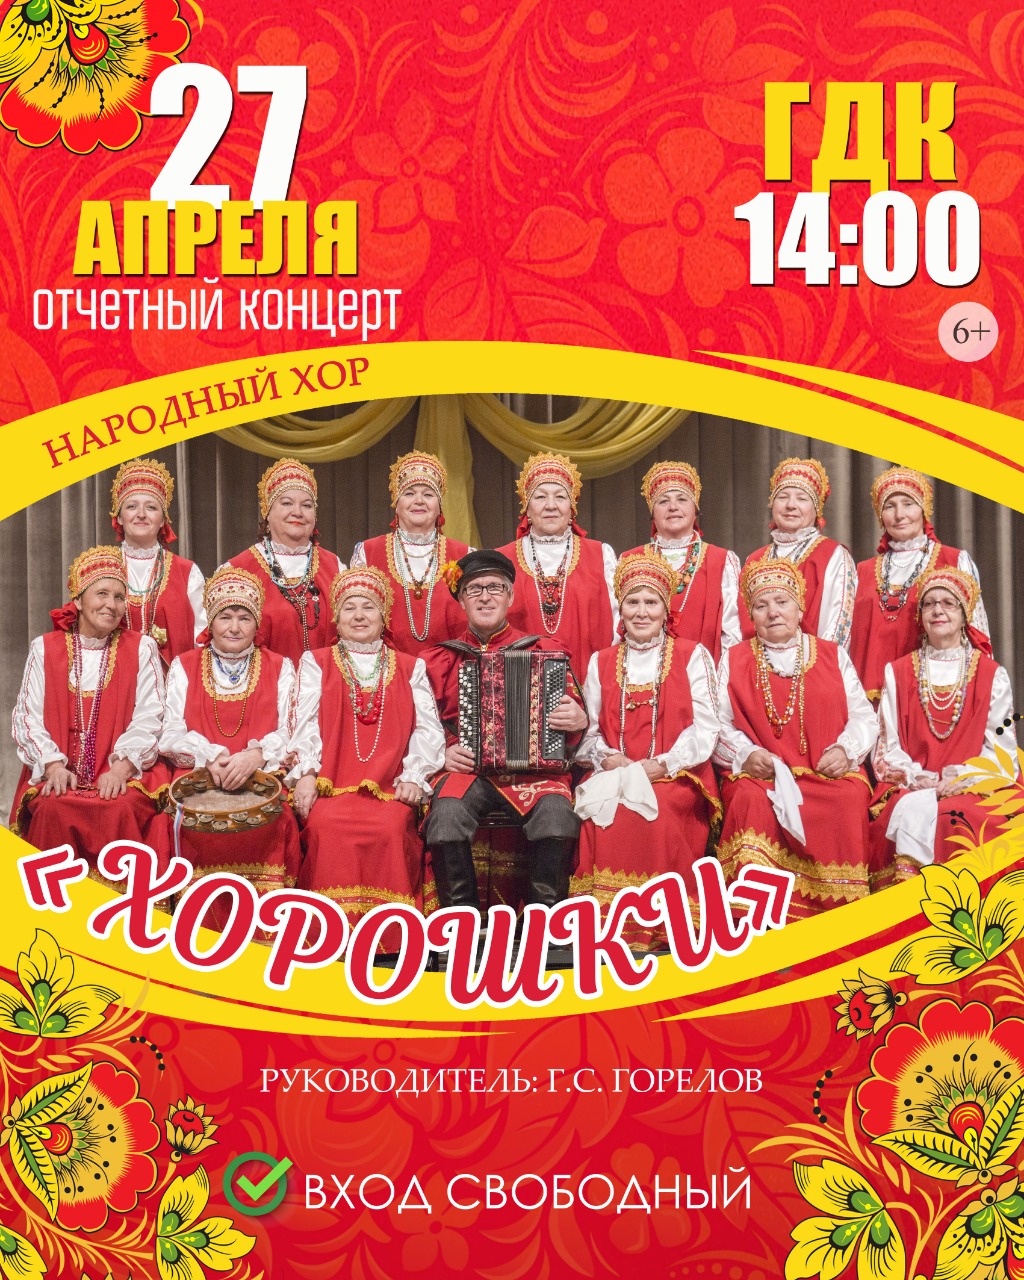 27
АПРЕЛЯ
отчетный концерт
ГДК
14:00
6+
НАРОДНЫЙ ХОР
«ХОРОШКИ»
РУКОВОДИТЕЛЬ: Г.С. ГОРЕЛОВ
ВХОД СВОБОДНЫЙ